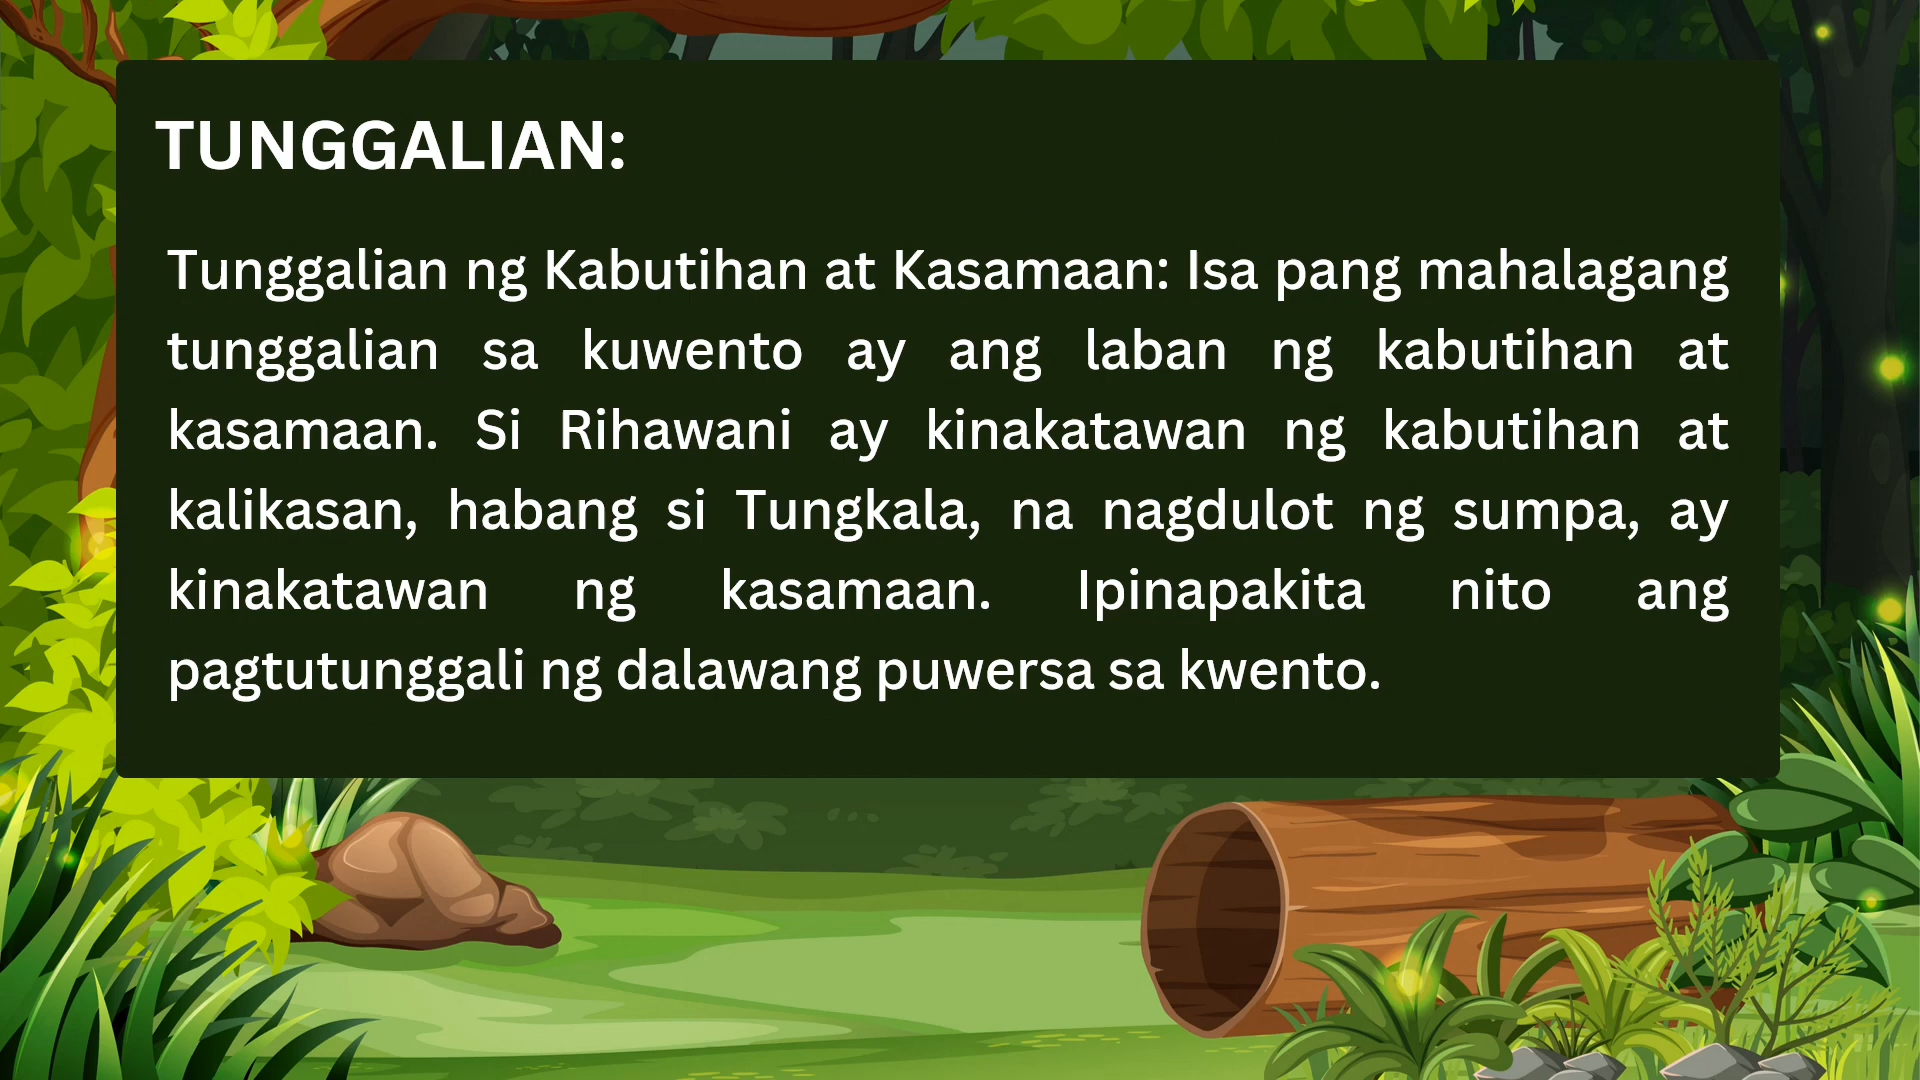 TUNGGALIAN:
Tunggalian ng Kabutihan at Kasamaan: Isa pang mahalagang
tunggalian sa kuwento ay ang laban ng kabutihan at
kasamaan. Si Rihawani ay kinakatawan ng kabutihan at
kalikasan, habang si Tungkala, na nagdulot ng sumpa, ay
kinakatawan ng kasamaan. Ipinapakita nito ang
pagtutunggali ng dalawang puwersa sa kwento.